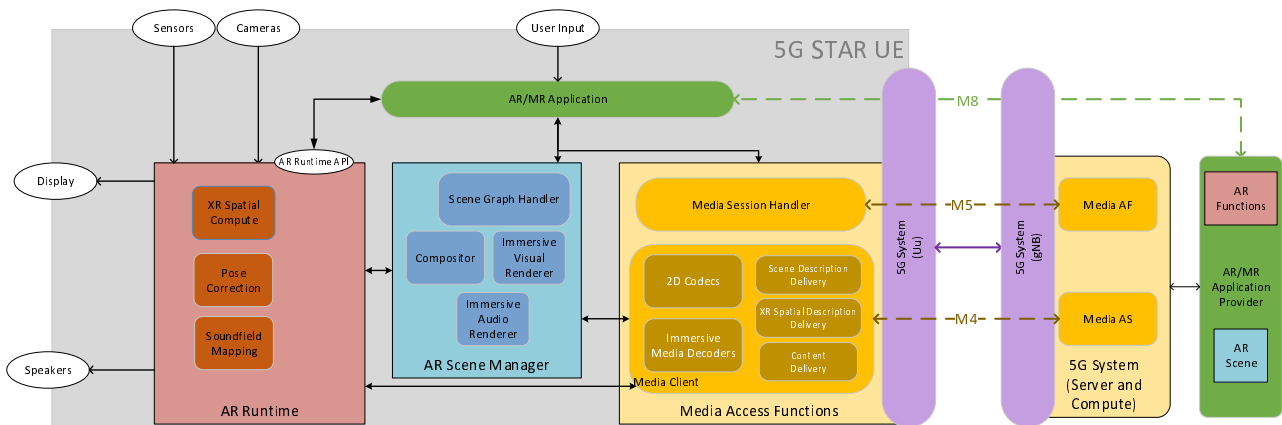 Sensors
Cameras
User Input
5G STAR UE
AR/MR Application
M8
AR Runtime API
Display
XR Spatial
Compute
Scene Graph Handler
Media Session Handler
M5
Media AF
AR
Functions
Compositor
Immersive
Visual
Renderer
5G System
(Uu)
5G System
(gNB)
Pose
Correction
2D Codecs
Scene Description
Delivery
AR/MR
Application
Provider
Immersive
Audio
Renderer
XR Spatial Description
Delivery
M4
Media AS
Soundfield
Mapping
Immersive
Media Decoders
Content
Delivery
AR
Scene
Speakers
AR Scene Manager
Media Client
5G System
(Server and
Compute)
AR Runtime
Media Access Functions